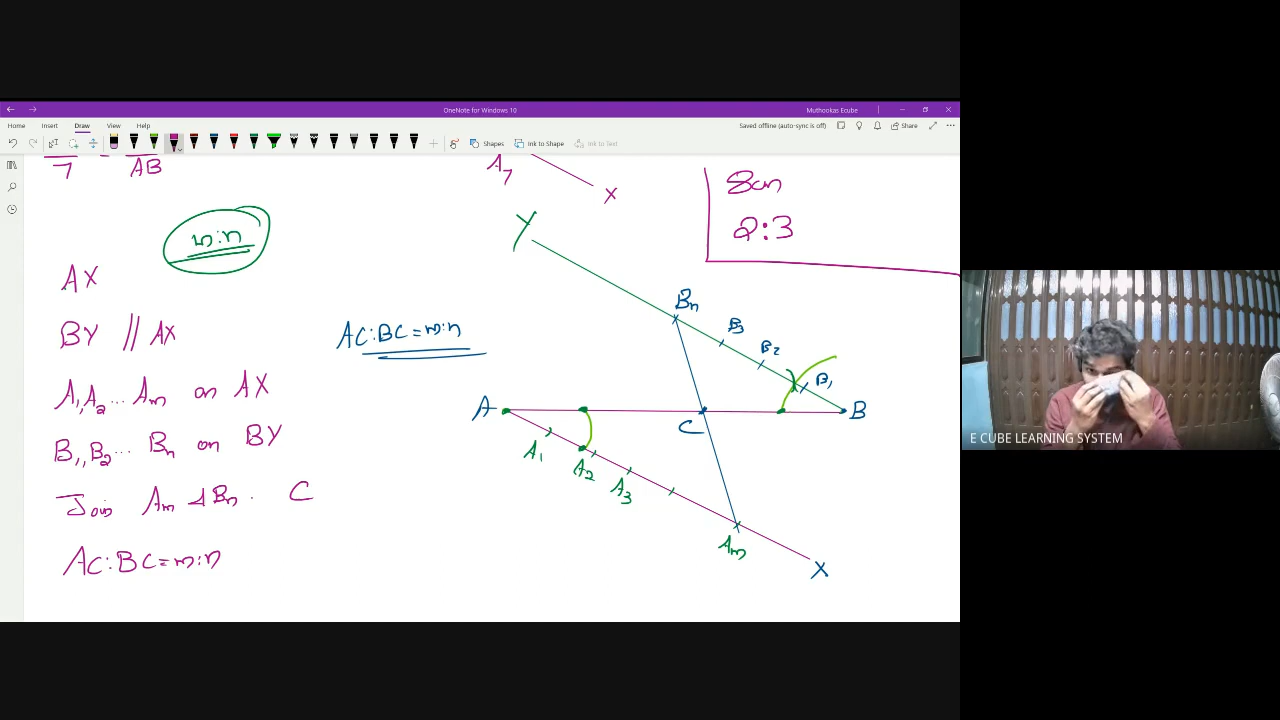 OneNote for Windows 10
Muthookas Ecube
Home Insert Draw View Help
Saved offline (auto-sync is off)
Share
Shapes
Ink to Shape
Ink to Text
7 = AB
A7
X
8cm
2:3
m:n
AX
BY // AX
A1, A2 ... Am on AX
B1, B2 ... Bn on BY
Join Am & Bn . C
AC:BC=m:n
AC:BC=m:n
Y
Bn
B3
B2
B1
A
B
C
A1
A2
A3
Am
X
E CUBE LEARNING SYSTEM